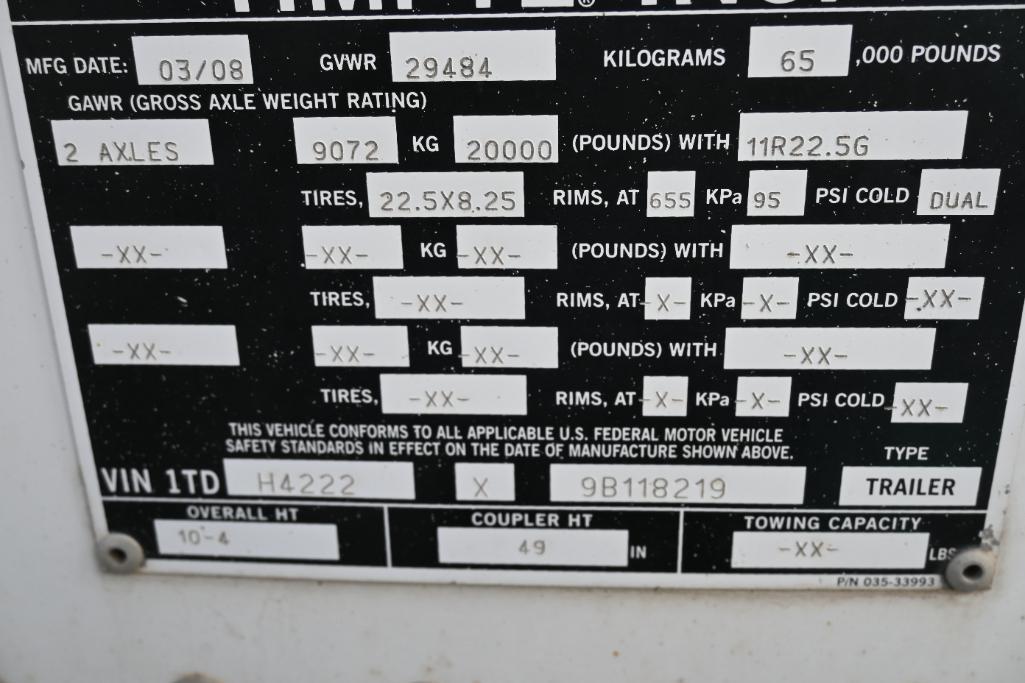 TIMPTE® INC.
MFG DATE: 03/08 GVWR 29484 KILOGRAMS 65 ,000 POUNDS
GAWR (GROSS AXLE WEIGHT RATING)
2 AXLES 9072 KG 20000 (POUNDS) WITH 11R22.5G
TIRES, 22.5X8.25 RIMS, AT 655 KPa 95 PSI COLD DUAL
-XX- -XX- KG -XX- (POUNDS) WITH -XX-
TIRES, -XX- RIMS, AT -X- KPa -X- PSI COLD -XX-
-XX- -XX- KG -XX- (POUNDS) WITH -XX-
TIRES, -XX- RIMS, AT -X- KPa -X- PSI COLD -XX-
THIS VEHICLE CONFORMS TO ALL APPLICABLE U.S. FEDERAL MOTOR VEHICLE
SAFETY STANDARDS IN EFFECT ON THE DATE OF MANUFACTURE SHOWN ABOVE.
TYPE
VIN 1TD H4222 X 9B118219 TRAILER
OVERALL HT COUPLER HT TOWING CAPACITY
10-4 49 IN -XX- LBS
P/N 035-33993